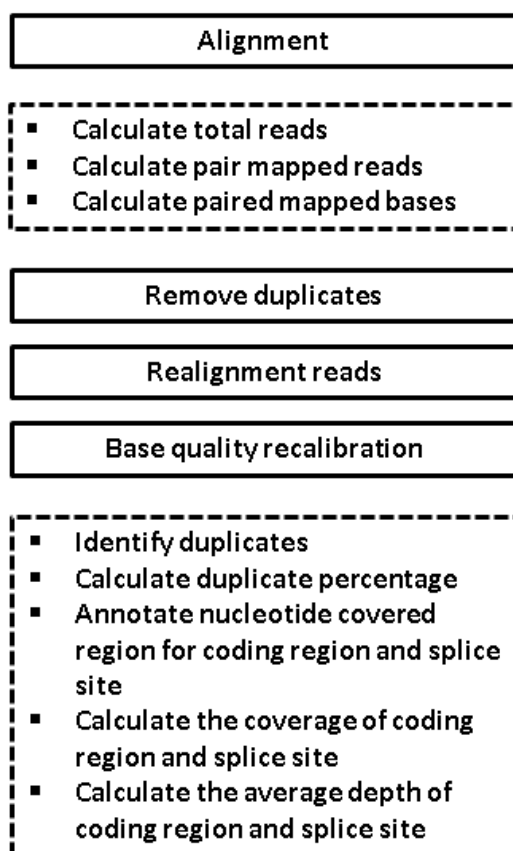 Alignment
▪ Calculate total reads
▪ Calculate pair mapped reads
▪ Calculate paired mapped bases
Remove duplicates
Realignment reads
Base quality recalibration
▪ Identify duplicates
▪ Calculate duplicate percentage
▪ Annotate nucleotide covered
region for coding region and splice
site
▪ Calculate the coverage of coding
region and splice site
▪ Calculate the average depth of
coding region and splice site